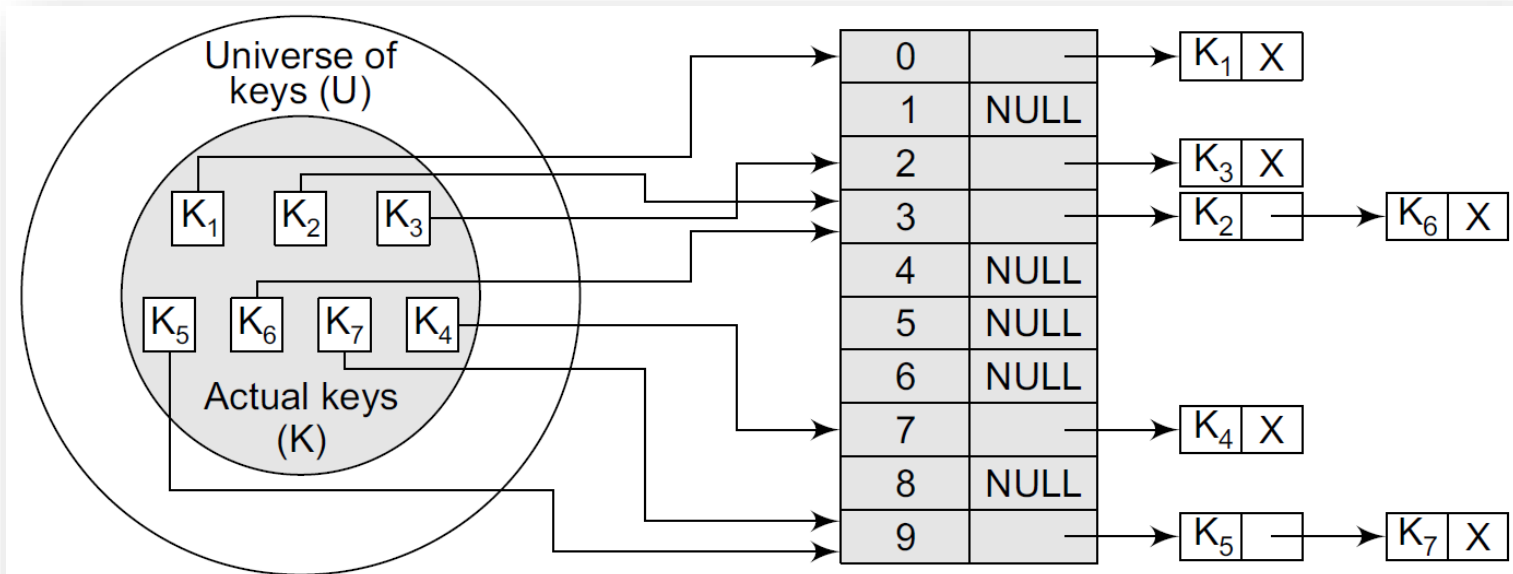 Universe of
keys (U)
K₁ K₂ K₃
K₅ K₆ K₇ K₄
Actual keys
(K)
0 K₁ X
1 NULL
2 K₃ X
3 K₂ K₆ X
4 NULL
5 NULL
6 NULL
7 K₄ X
8 NULL
9 K₅ K₇ X